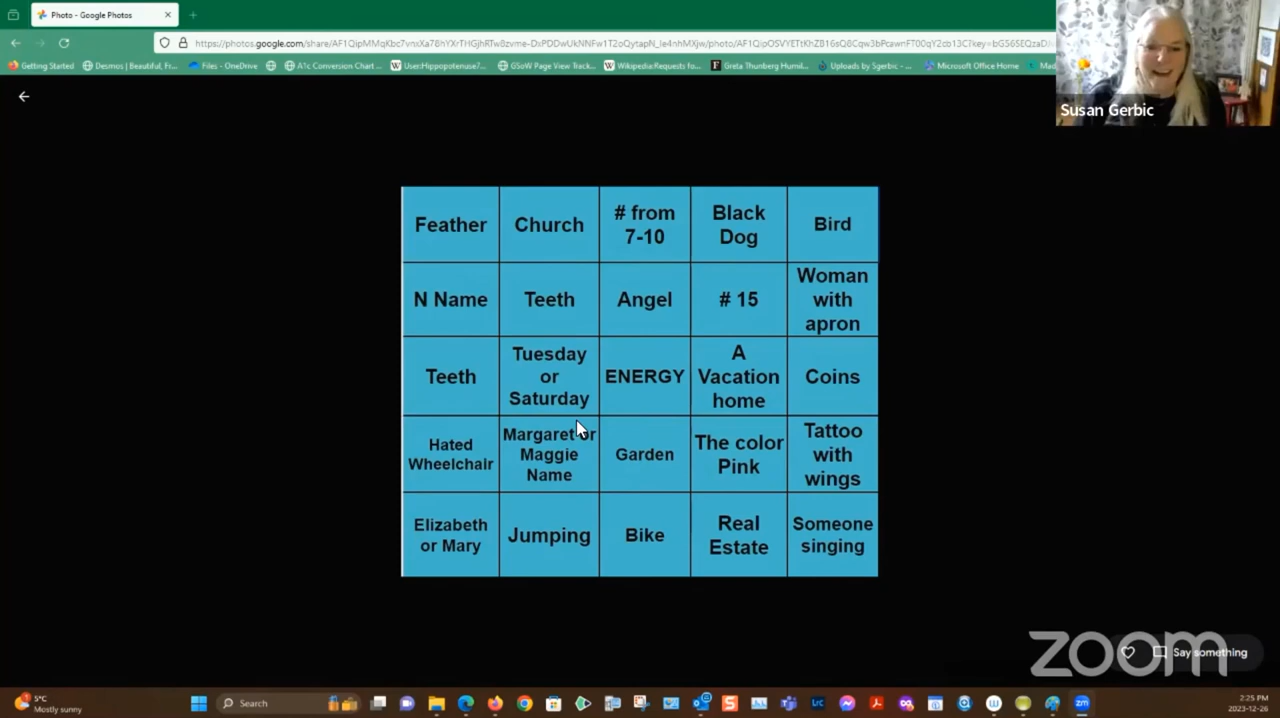 Photo - Google Photos
Getting Started
Desmos | Beautiful, Fr...
Files - OneDrive
A1c Conversion Chart ...
User:Hippopotenuse7...
GSoW Page View Track...
Wikipedia:Requests fo...
Greta Thunberg Humil...
Uploads by Sgerbic - ...
Microsoft Office Home
Susan Gerbic
Feather
Church
# from
7-10
Black
Dog
Bird
N Name
Teeth
Angel
# 15
Woman
with
apron
Teeth
Tuesday
or
Saturday
ENERGY
A
Vacation
home
Coins
Hated
Wheelchair
Margaret or
Maggie
Name
Garden
The color
Pink
Tattoo
with
wings
Elizabeth
or Mary
Jumping
Bike
Real
Estate
Someone
singing
zoom
Say something
5°C
Mostly sunny
Search
2:25 PM
2023-12-26